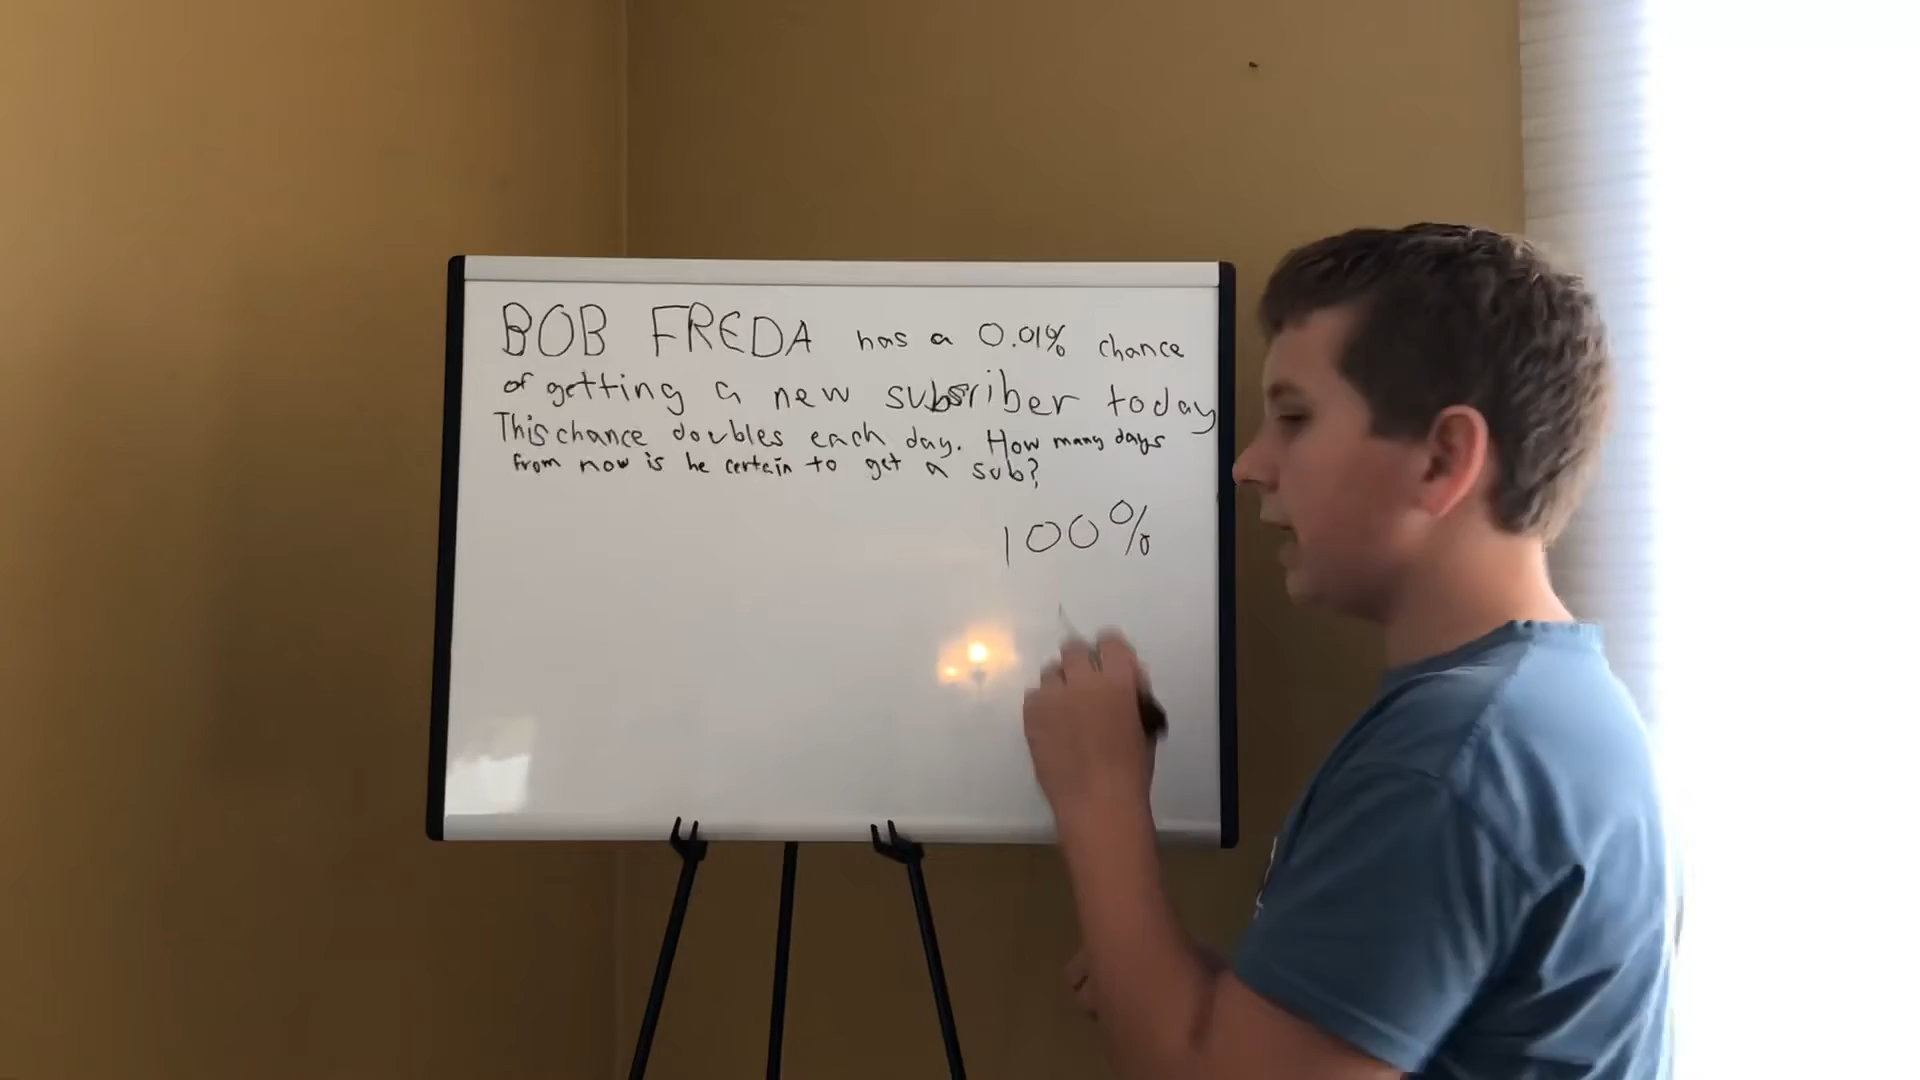 BOB FREDA has a 0.01% chance
of getting a new subsriber today
This chance doubles each day. How many days
from now is he certain to get a sub?
100%